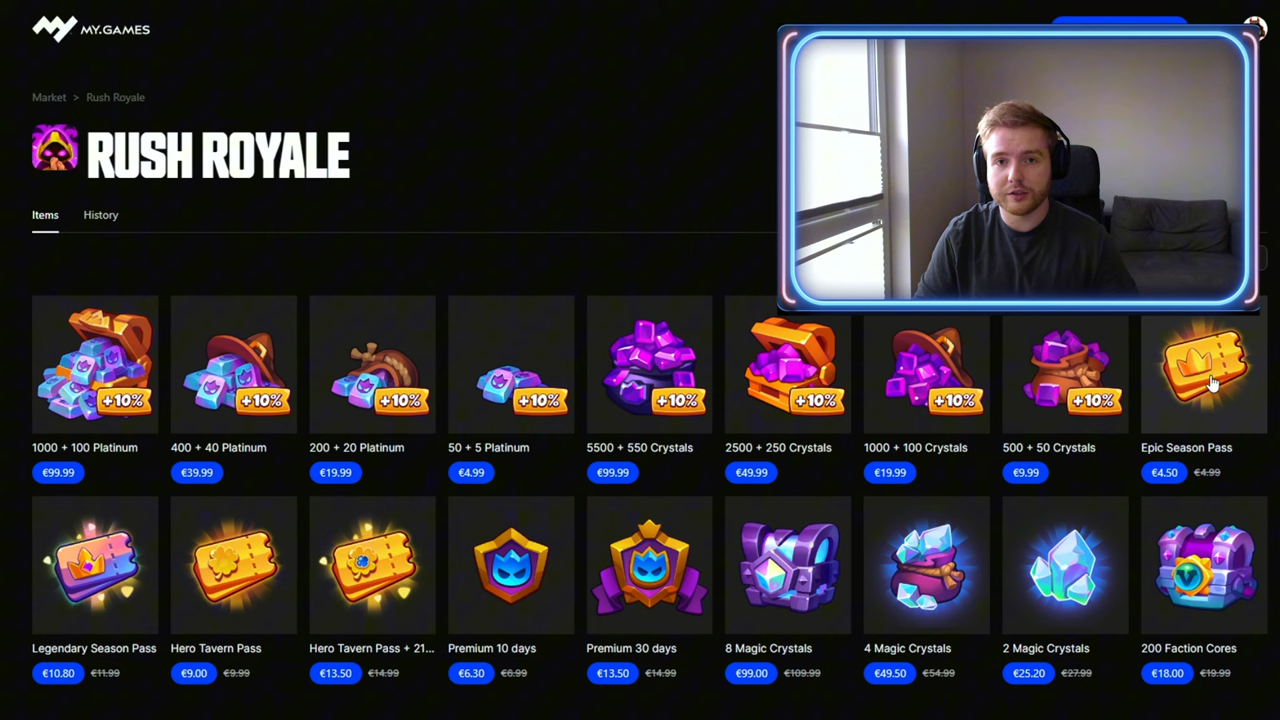 MY.GAMES
Market > Rush Royale
RUSH ROYALE
Items History
+10% +10% +10% +10% +10% +10% +10% +10%
1000 + 100 Platinum 400 + 40 Platinum 200 + 20 Platinum 50 + 5 Platinum 5500 + 550 Crystals 2500 + 250 Crystals 1000 + 100 Crystals 500 + 50 Crystals Epic Season Pass
€99.99 €39.99 €19.99 €4.99 €99.99 €49.99 €19.99 €9.99 €4.50 €4.99
Legendary Season Pass Hero Tavern Pass Hero Tavern Pass + 21... Premium 10 days Premium 30 days 8 Magic Crystals 4 Magic Crystals 2 Magic Crystals 200 Faction Cores
€10.80 €11.99 €9.00 €9.99 €13.50 €14.99 €6.30 €6.99 €13.50 €14.99 €99.00 €109.99 €49.50 €54.99 €25.20 €27.99 €18.00 €19.99